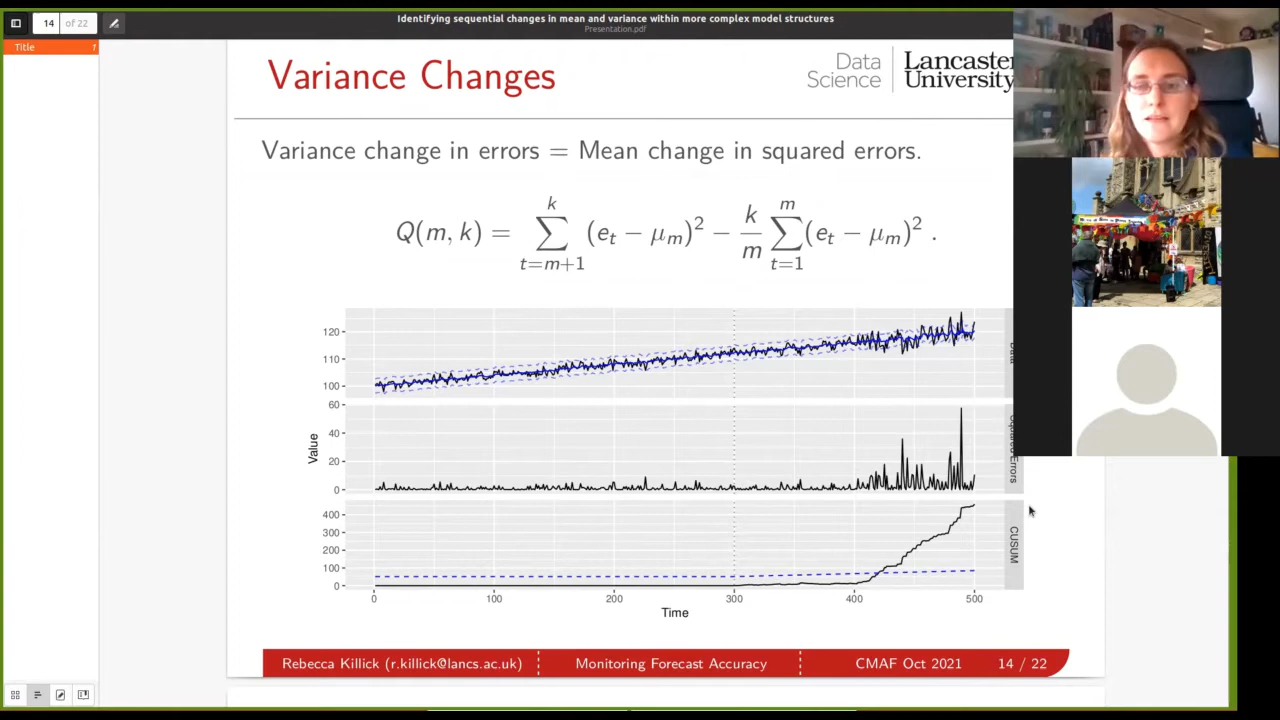 14 of 22
Identifying sequential changes in mean and variance within more complex model structures
Presentation.pdf
Title 1
Variance Changes
Data Science
Lancaster University
Variance change in errors = Mean change in squared errors.
Q(m, k) = ∑_{t=m+1}^{k} (e_t − μ_m)^2 − \frac{k}{m} ∑_{t=1}^{m} (e_t − μ_m)^2 .
120
110
100
60
40
20
0
Value
Errors
400
300
200
100
0
CUSUM
0 100 200 300 400 500
Time
Rebecca Killick (r.killick@lancs.ac.uk) Monitoring Forecast Accuracy CMAF Oct 2021 14 / 22